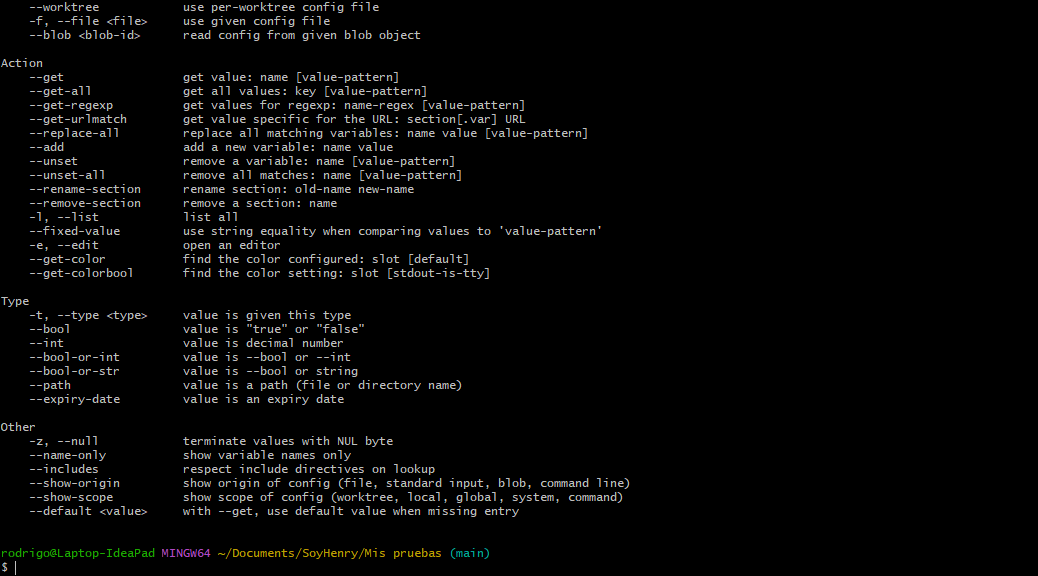 --worktree            use per-worktree config file
-f, --file <file>     use given config file
--blob <blob-id>      read config from given blob object
Action
--get                 get value: name [value-pattern]
--get-all             get all values: key [value-pattern]
--get-regexp          get values for regexp: name-regex [value-pattern]
--get-urlmatch        get value specific for the URL: section[.var] URL
--replace-all         replace all matching variables: name value [value-pattern]
--add                 add a new variable: name value
--unset               remove a variable: name [value-pattern]
--unset-all           remove all matches: name [value-pattern]
--rename-section      rename section: old-name new-name
--remove-section      remove a section: name
-l, --list            list all
--fixed-value         use string equality when comparing values to 'value-pattern'
-e, --edit            open an editor
--get-color           find the color configured: slot [default]
--get-colorbool       find the color setting: slot [stdout-is-tty]
Type
-t, --type <type>     value is given this type
--bool                value is "true" or "false"
--int                 value is decimal number
--bool-or-int         value is --bool or --int
--bool-or-str         value is --bool or string
--path                value is a path (file or directory name)
--expiry-date         value is an expiry date
Other
-z, --null            terminate values with NUL byte
--name-only           show variable names only
--includes            respect include directives on lookup
--show-origin         show origin of config (file, standard input, blob, command line)
--show-scope          show scope of config (worktree, local, global, system, command)
--default <value>     with --get, use default value when missing entry
rodrigo@Laptop-IdeaPad MINGW64 ~/Documents/SoyHenry/Mis pruebas (main)
$